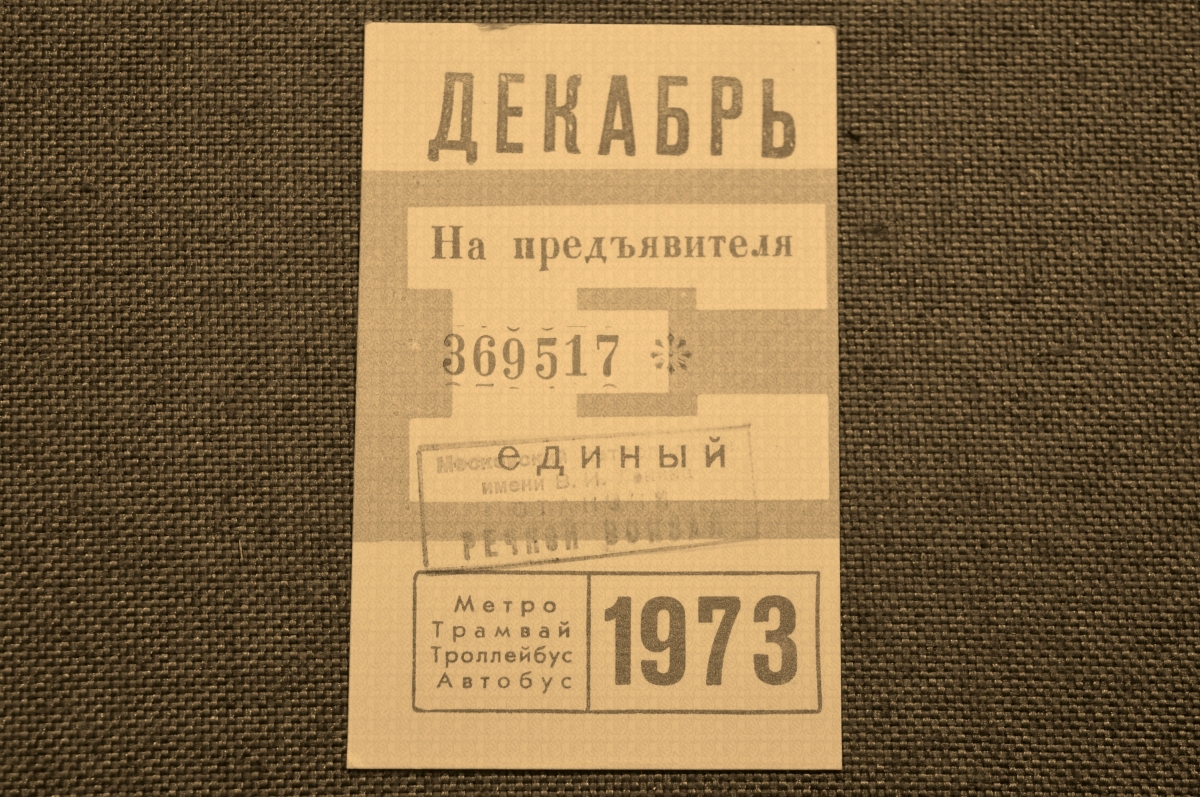 ДЕКАБРЬ
На предъявителя
369517 *
единый
имени В. И.
РЕЧНОЙ ВОКЗАЛ
Метро
Трамвай
Троллейбус
Автобус
1973